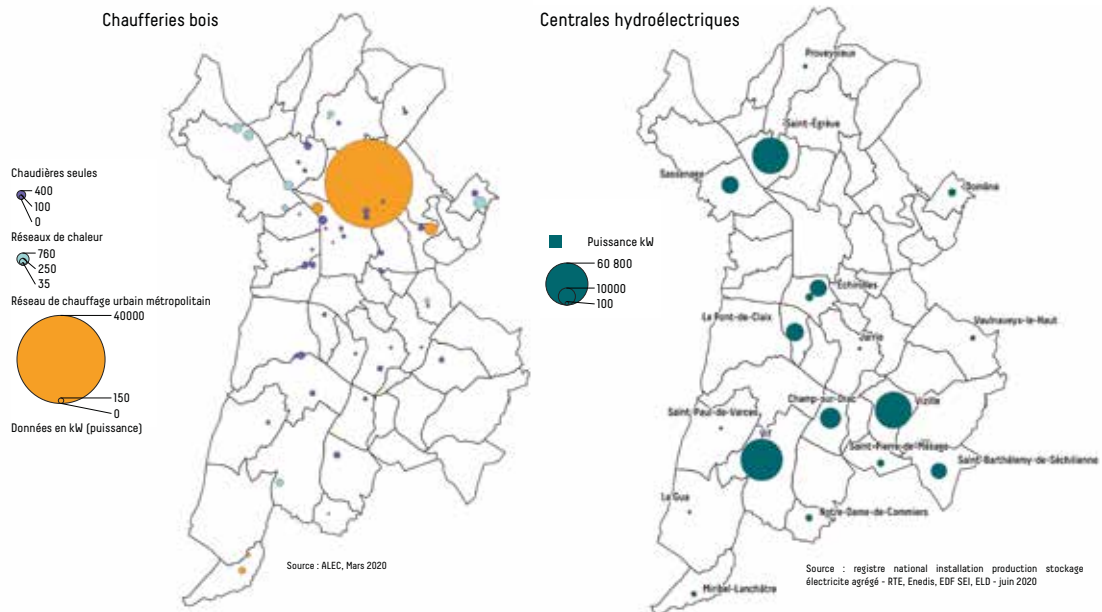 Chaufferies bois
Chaudières seules
400
100
0
Réseaux de chaleur
760
250
35
Réseau de chauffage urbain métropolitain
40000
150
0
Données en kW (puissance)
Source : ALEC, Mars 2020
Centrales hydroélectriques
Puissance kW
60 800
10000
100
Proveysieux
Saint-Égrève
Sassenage
Domène
Échirolles
Le Pont-de-Claix
Vaulnaveys-le-Haut
Jarrie
Champ-sur-Drac
Vizille
Saint-Paul-de-Varces
Vif
Saint-Pierre-de-Mésage
Saint-Barthélemy-de-Séchilienne
Le Gua
Notre-Dame-de-Commiers
Miribel-Lanchâtre
Source : registre national installation production stockage
électricite agrégé - RTE, Enedis, EDF SEI, ELD - juin 2020